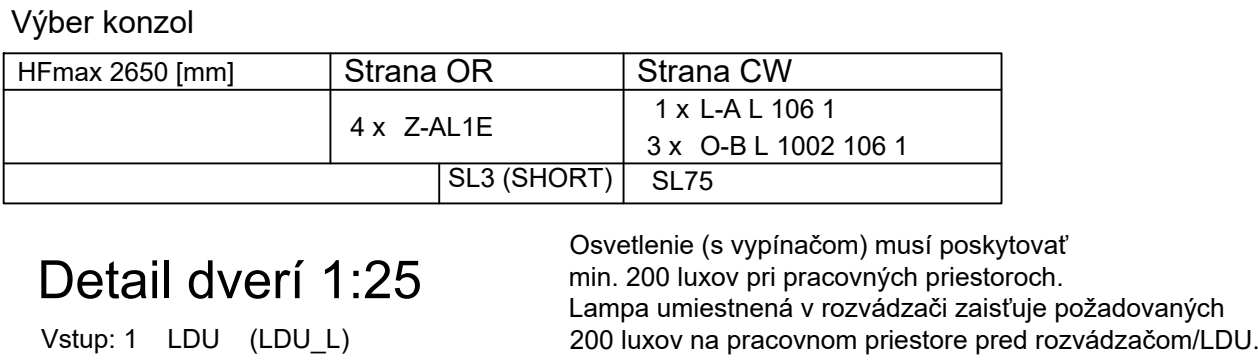 Výber konzol
HFmax 2650 [mm] Strana OR Strana CW
4 x Z-AL1E
1 x L-A L 106 1
3 x O-B L 1002 106 1
SL3 (SHORT) SL75
Detail dverí 1:25
Vstup: 1 LDU (LDU_L)
Osvetlenie (s vypínačom) musí poskytovať
min. 200 luxov pri pracovných priestoroch.
Lampa umiestnená v rozvádzači zaisťuje požadovaných
200 luxov na pracovnom priestore pred rozvádzačom/LDU.